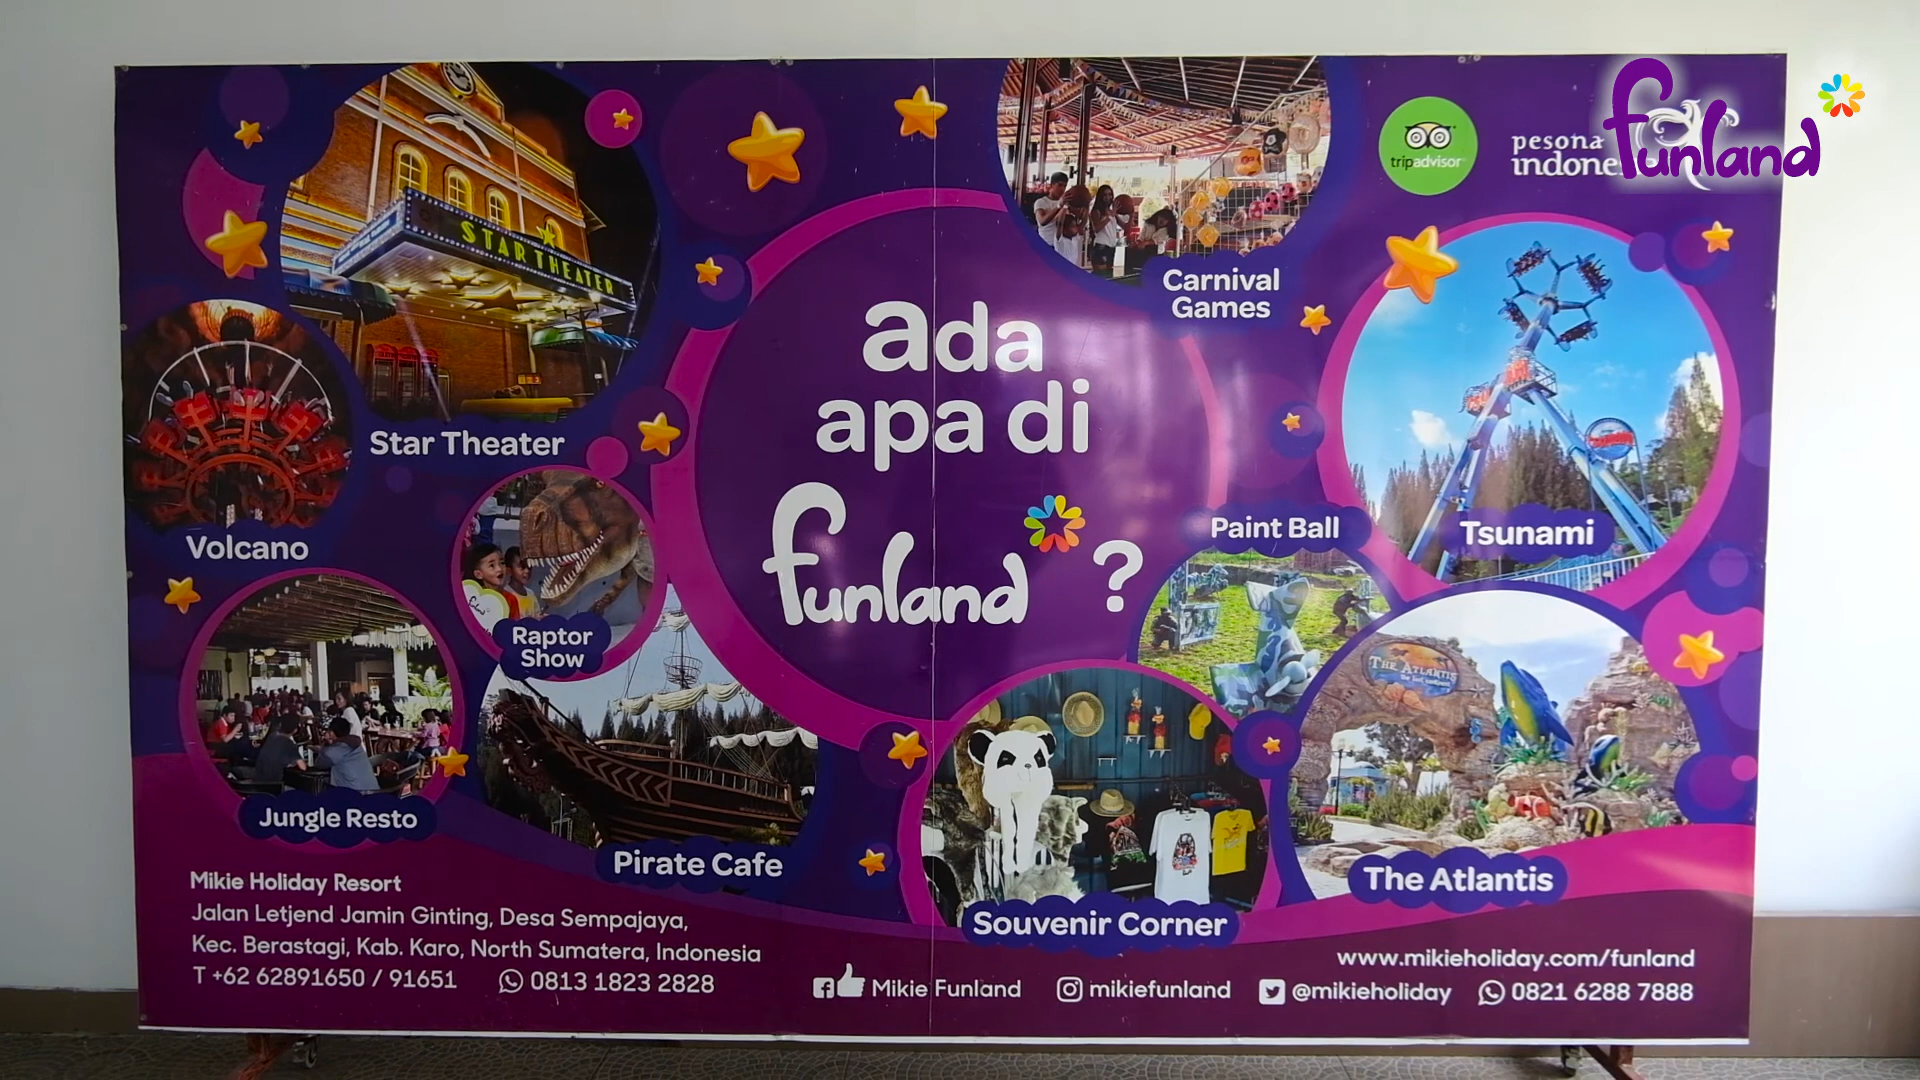 funland
tripadvisor
pesona
STAR THEATER
Star Theater
Carnival
Games
Volcano
ada
apa di
funland ?
Raptor
Show
Paint Ball
Tsunami
THE ATLANTIS
Jungle Resto
Pirate Cafe
Souvenir Corner
The Atlantis
Mikie Holiday Resort
Jalan Letjend Jamin Ginting, Desa Sempajaya,
Kec. Berastagi, Kab. Karo, North Sumatera, Indonesia
T +62 62891650 / 91651 0813 1823 2828
Mikie Funland mikiefunland @mikieholiday 0821 6288 7888
www.mikieholiday.com/funland